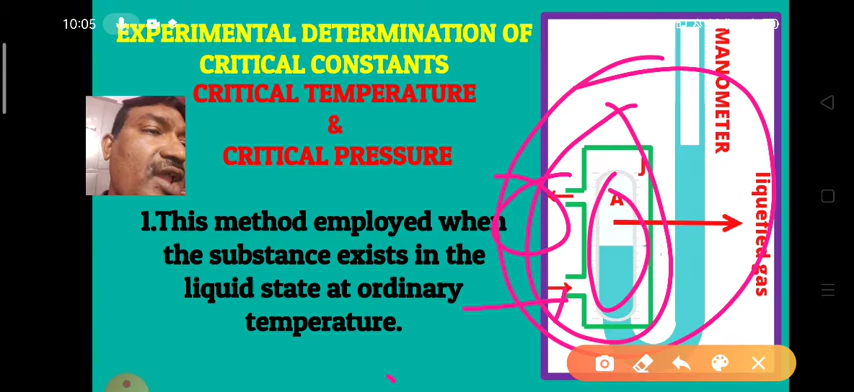 10:05
EXPERIMENTAL DETERMINATION OF
CRITICAL CONSTANTS
CRITICAL TEMPERATURE
&
CRITICAL PRESSURE
1.This method employed when
the substance exists in the
liquid state at ordinary
temperature.
J
A
MANOMETER
liquefied gas